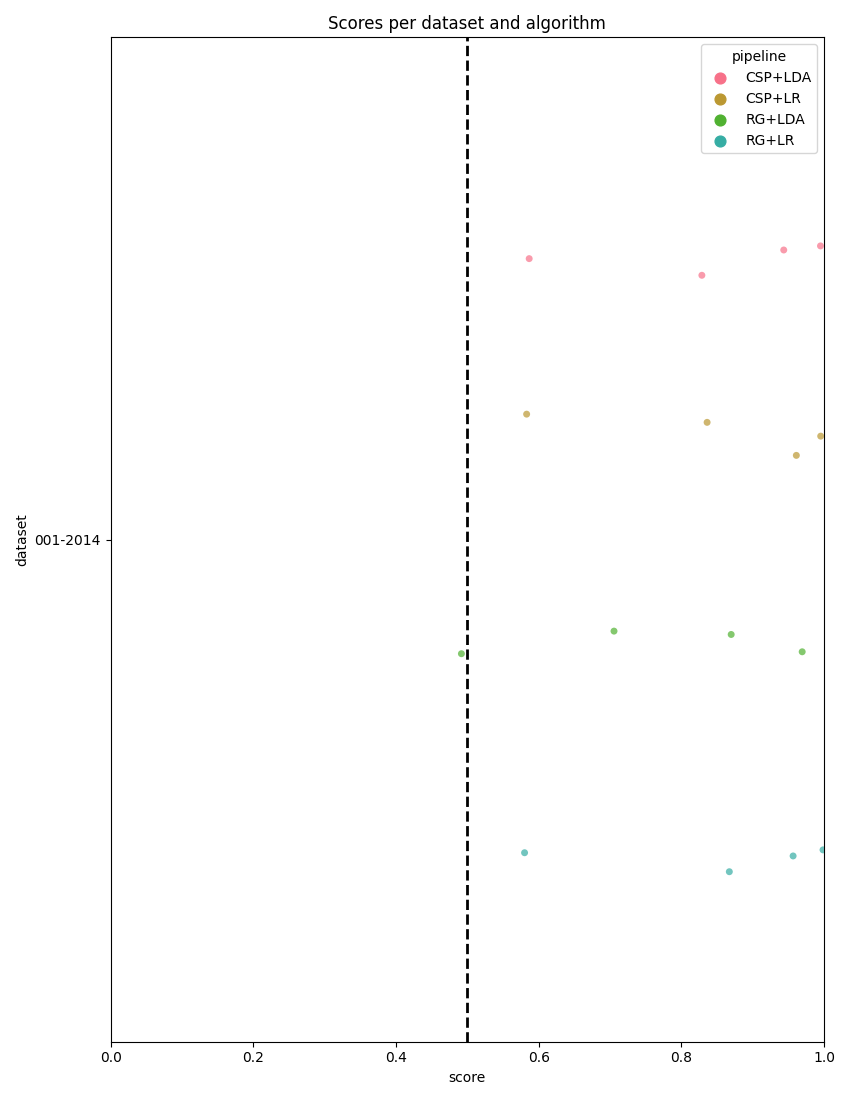 Scores per dataset and algorithm
pipeline
CSP+LDA
CSP+LR
RG+LDA
RG+LR
dataset
001-2014
0.0 0.2 0.4 0.6 0.8 1.0
score